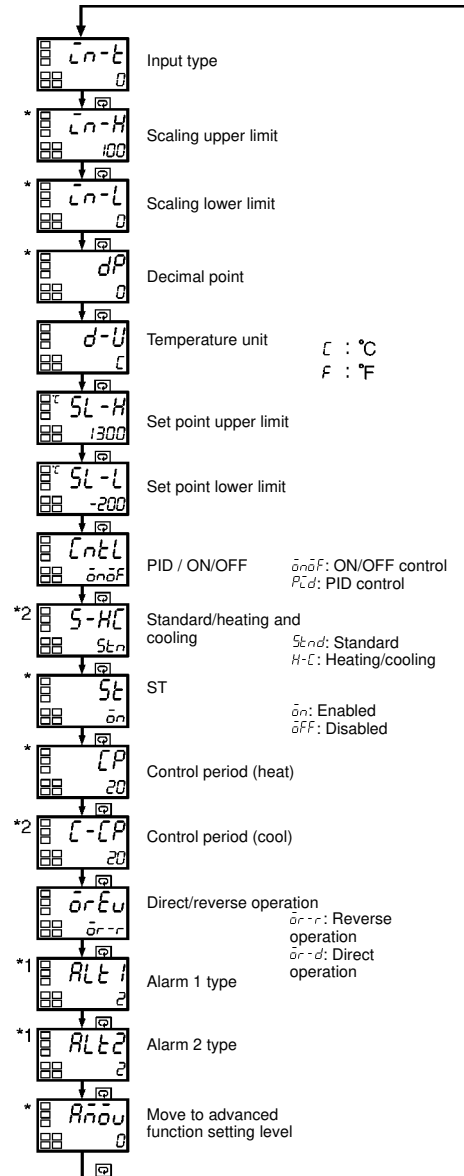 in-t
0
Input type
*
in-H
100
Scaling upper limit
*
in-L
0
Scaling lower limit
*
dP
0
Decimal point
d-U
C
Temperature unit
C : °C
F : °F
°C
SL-H
1300
Set point upper limit
°C
SL-L
-200
Set point lower limit
CntL
onoF
PID / ON/OFF
onoF: ON/OFF control
Pid: PID control
*2
S-HC
Stn
Standard/heating and
cooling
Stnd: Standard
H-C: Heating/cooling
*
St
on
ST
on: Enabled
oFF: Disabled
*
CP
20
Control period (heat)
*2
C-CP
20
Control period (cool)
orEv
or-r
Direct/reverse operation
or-r: Reverse
operation
or-d: Direct
operation
*1
ALt1
2
Alarm 1 type
*1
ALt2
2
Alarm 2 type
*
Amov
0
Move to advanced
function setting level